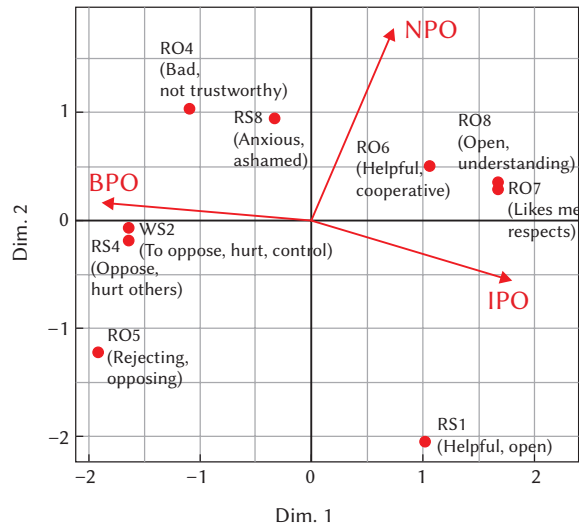 NPO
RO4
(Bad,
not trustworthy)
RS8
(Anxious,
ashamed)
RO6
(Helpful,
cooperative)
RO8
(Open,
understanding)
RO7
(Likes me
respects)
BPO
WS2
(To oppose, hurt, control)
RS4
(Oppose,
hurt others)
IPO
RO5
(Rejecting,
opposing)
RS1
(Helpful, open)
1
0
−1
−2
Dim. 2
−2
−1
0
1
2
Dim. 1